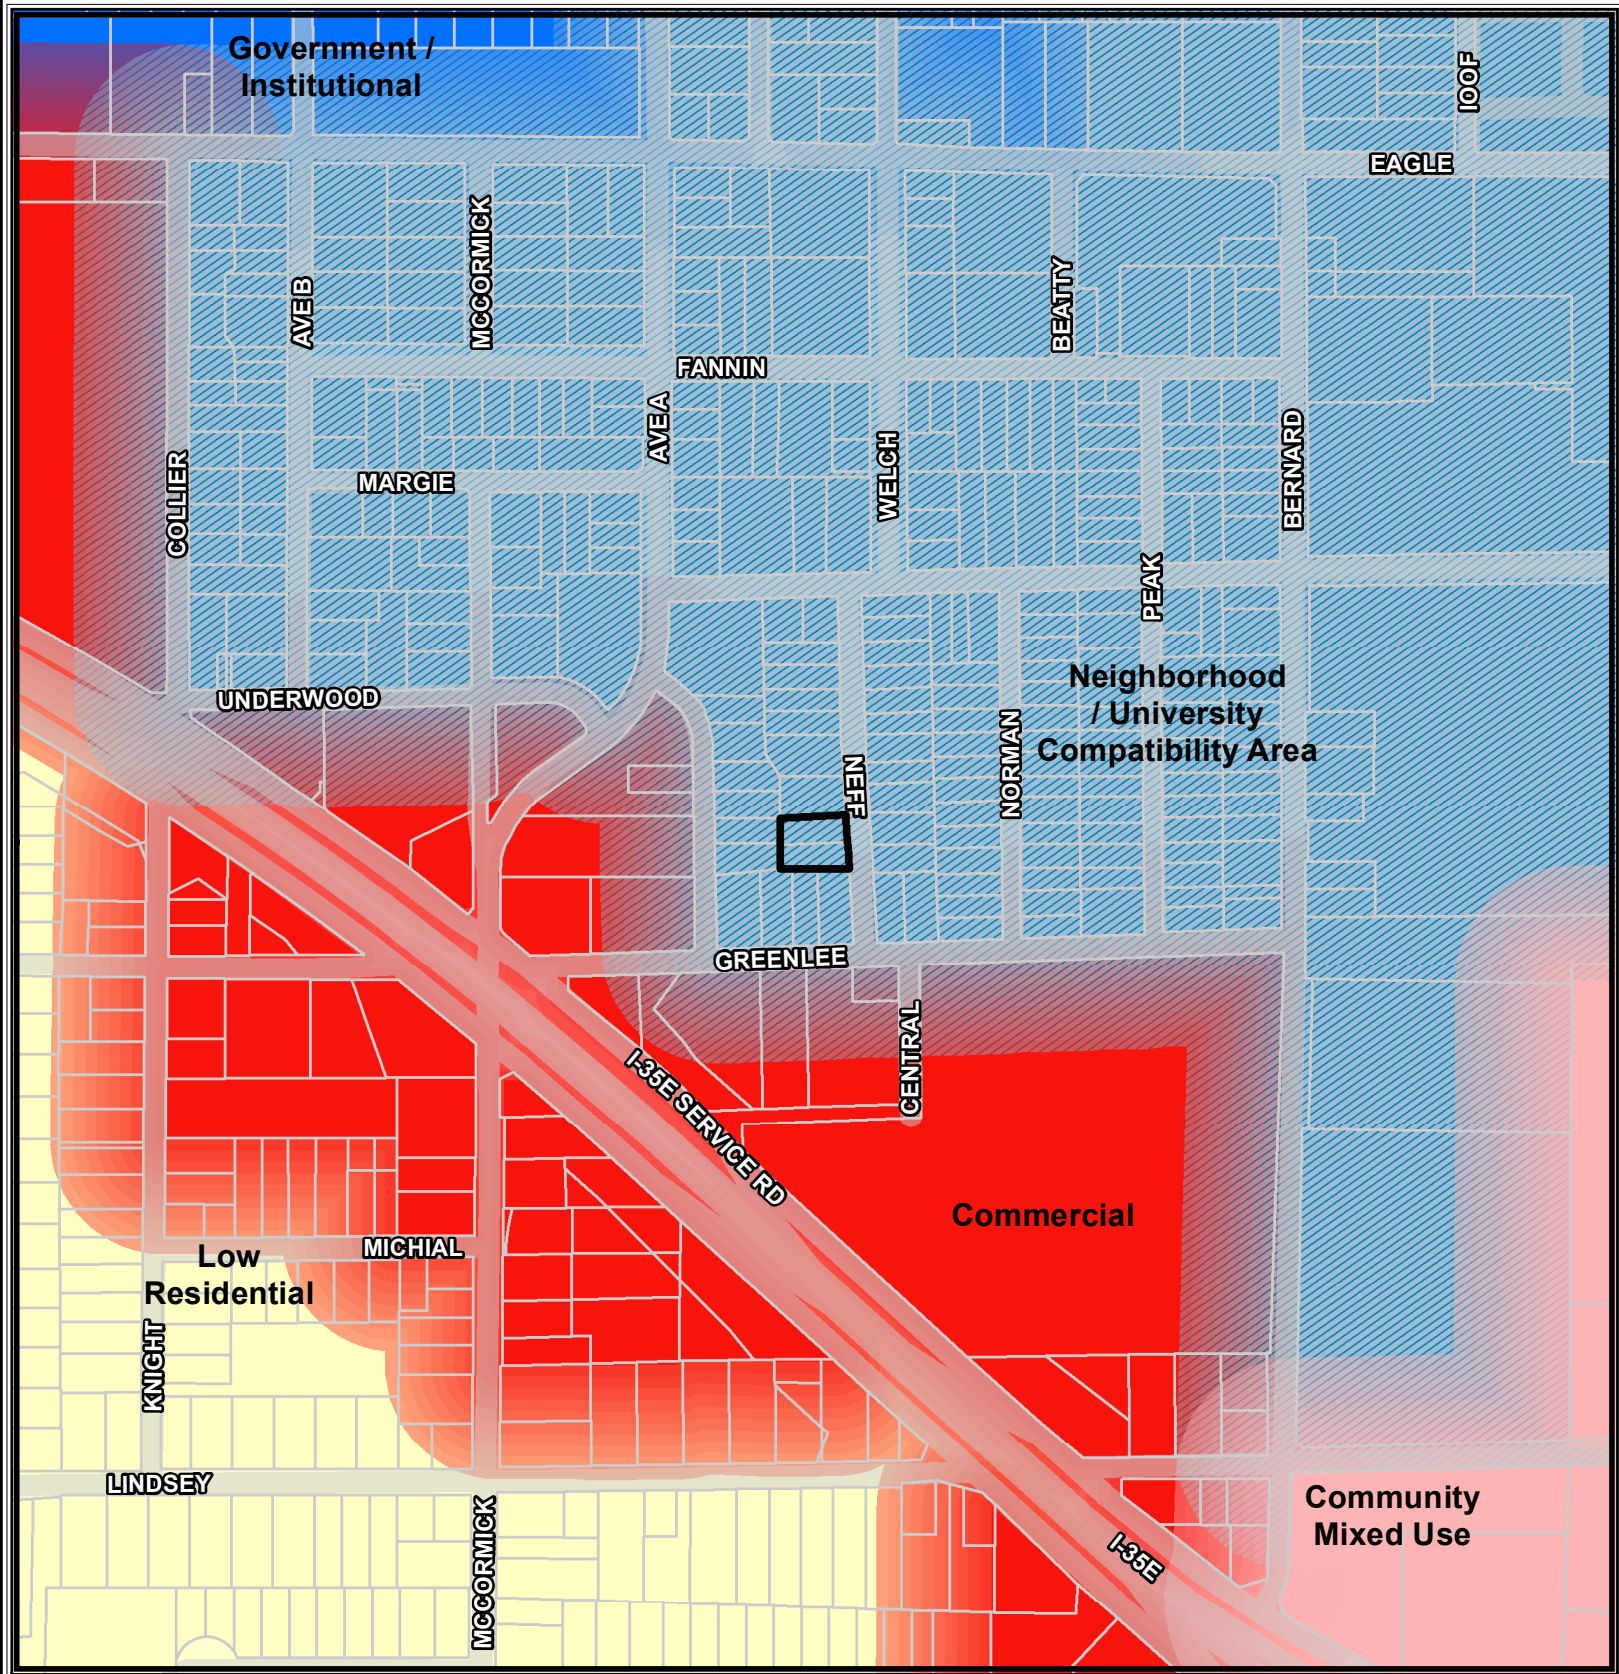 Government /
Institutional
IOOF
EAGLE
MCCORMICK
AVE B
BEATTY
FANNIN
AVE A
WELCH
BERNARD
COLLIER
MARGIE
PEAK
UNDERWOOD
Neighborhood
/ University
Compatibility Area
NORMAN
NEFF
GREENLEE
CENTRAL
I-35E SERVICE RD
Commercial
MICHIAL
Low
Residential
KNIGHT
LINDSEY
MCCORMICK
Community
Mixed Use
I-35E